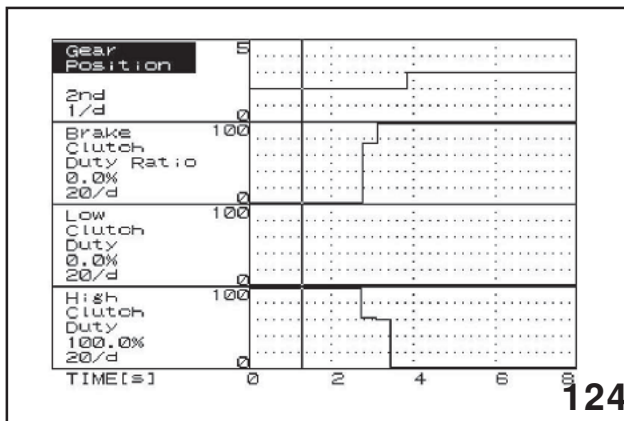 Gear 5
Position
2nd
1/d 0
Brake 100
Clutch
Duty Ratio
0.0%
20/d 0
Low 100
Clutch
Duty
0.0%
20/d 0
High 100
Clutch
Duty
100.0%
20/d 0
TIME[s] 0 2 4 6 8
124